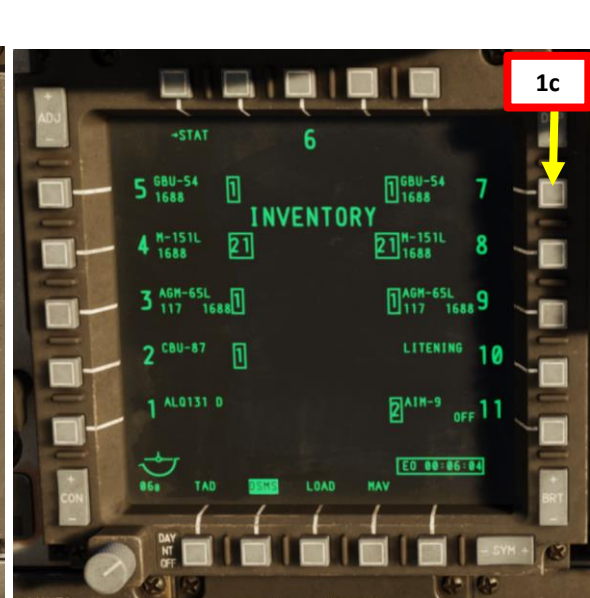 1c
ADJ
→STAT
6
5 GBU-54 1 1 GBU-54 7
1688 1688
INVENTORY
4 M-151L 21 21 M-151L 8
1688 1688
3 AGM-65L 1 1 AGM-65L 9
117 1688 117 1688
2 CBU-87 1 LITENING 10
1 ALQ131 D 2 AIM-9 OFF 11
EO 00:06:04
TAD DSMS LOAD MAV
CON
BRT
DAY
NT
OFF
- SYM +